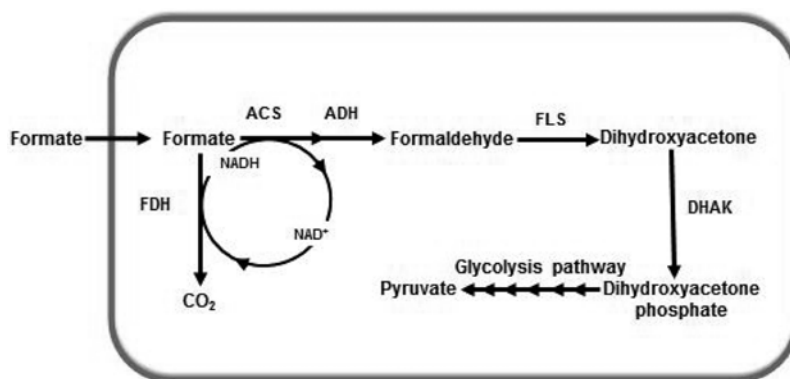 ACS ADH FLS
Formate Formate Formaldehyde Dihydroxyacetone
NADH
FDH DHAK
NAD⁺
Glycolysis pathway
CO₂ Pyruvate Dihydroxyacetone
phosphate